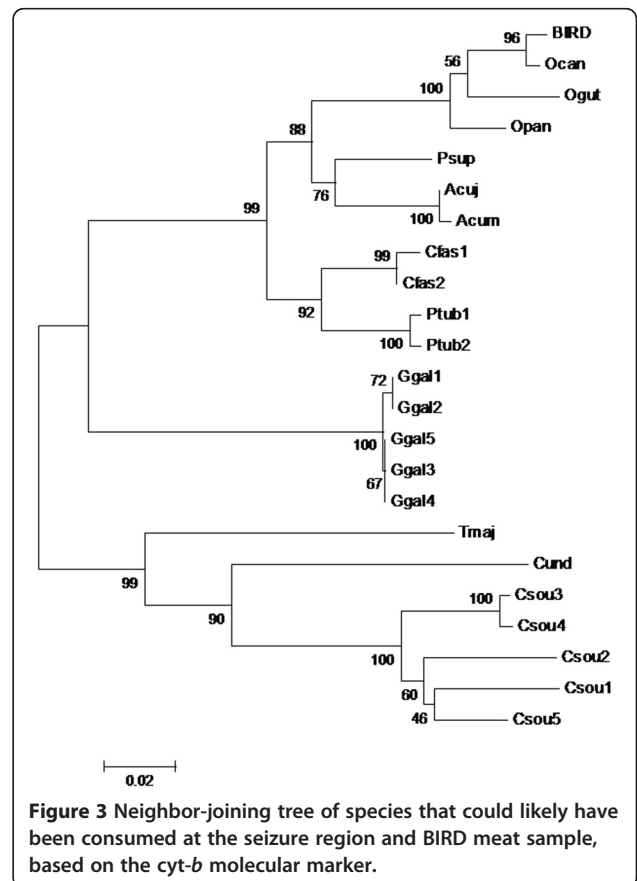 BIRD
96
Ocan
56
Ogut
100
Opan
88
Psup
76
Acuj
99
100
Acum
99
Cfas1
Cfas2
92
Ptub1
100
Ptub2
72
Ggal1
Ggal2
100
Ggal5
Ggal3
67
Ggal4
Tmaj
99
Cund
90
100
Csou3
Csou4
100
Csou2
60
Csou1
46
Csou5
0.02
Figure 3 Neighbor-joining tree of species that could likely have
been consumed at the seizure region and BIRD meat sample,
based on the cyt-b molecular marker.